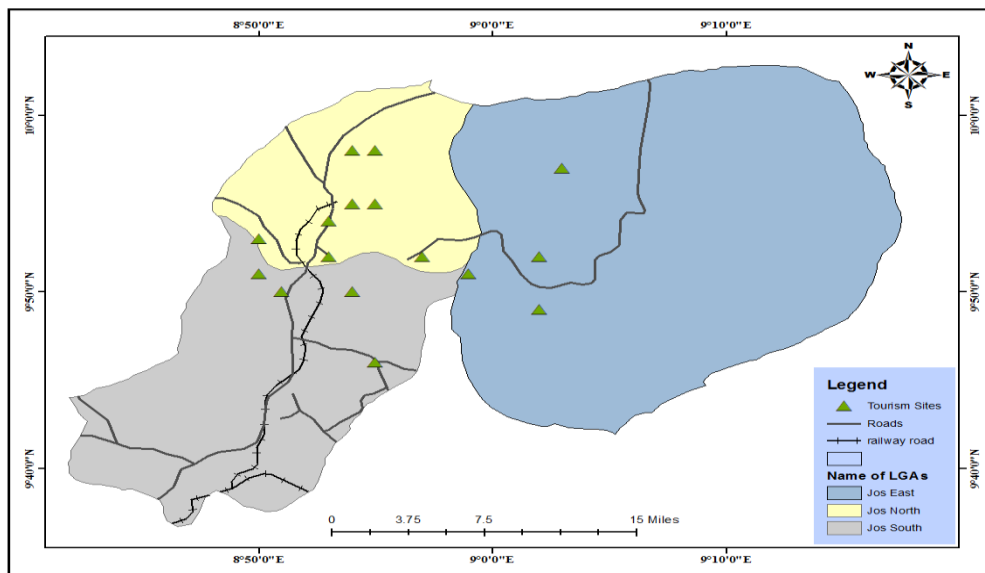 8°50'0"E 9°0'0"E 9°10'0"E
N
W E
S
10°0'0"N 10°0'0"N
9°50'0"N 9°50'0"N
9°40'0"N 9°40'0"N
Legend
Tourism Sites
Roads
railway road
Name of LGAs
Jos East
Jos North
Jos South
0 3.75 7.5 15 Miles
8°50'0"E 9°0'0"E 9°10'0"E